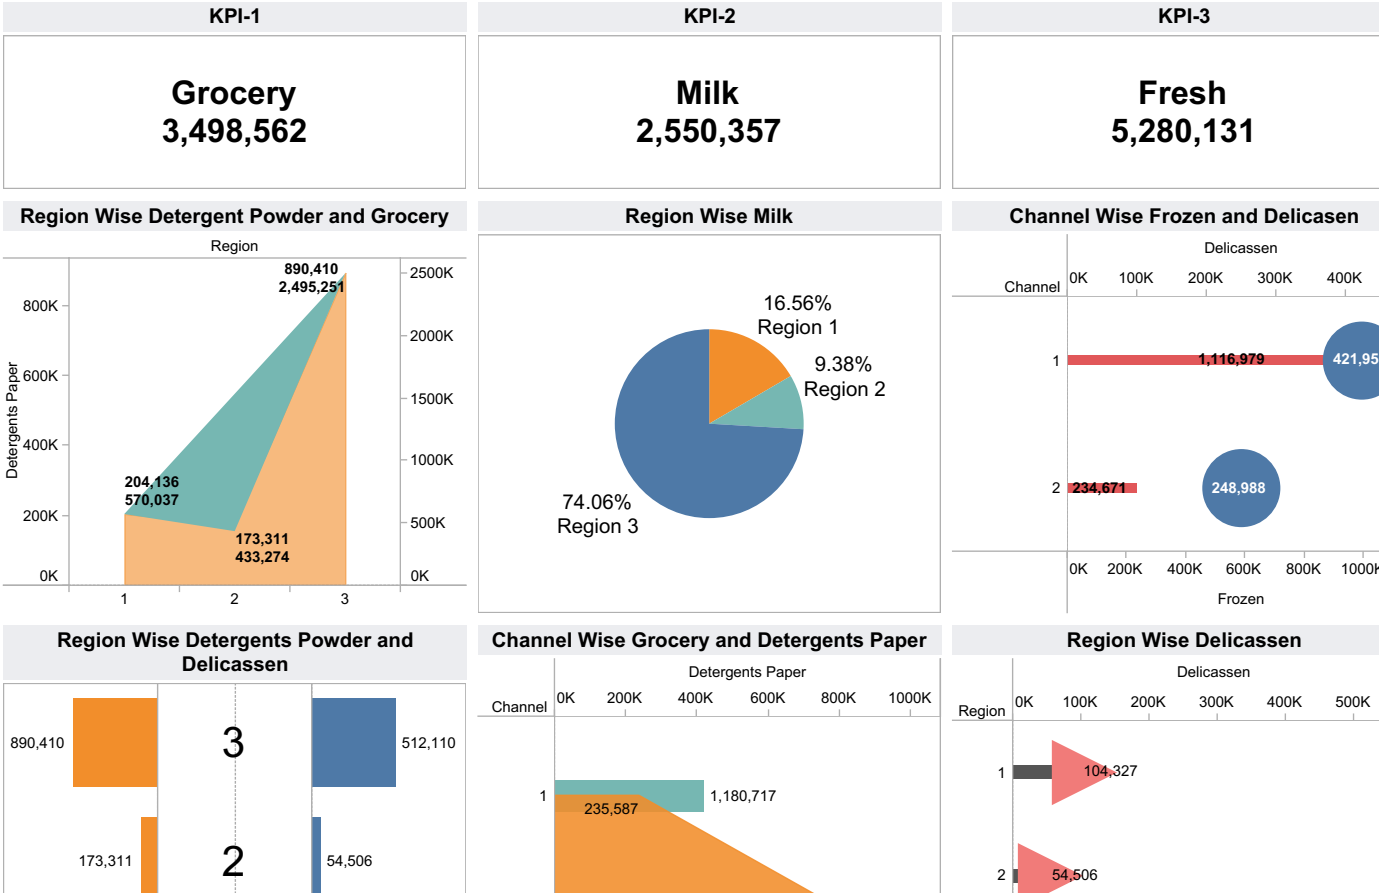 KPI-1
KPI-2
KPI-3
Grocery
3,498,562
Milk
2,550,357
Fresh
5,280,131
Region Wise Detergent Powder and Grocery
Region
890,410
2,495,251
2500K
800K
2000K
600K
1500K
400K
1000K
204,136
570,037
200K
500K
173,311
433,274
0K
0K
1
2
3
Detergents Paper
Region Wise Milk
16.56%
Region 1
9.38%
Region 2
74.06%
Region 3
Channel Wise Frozen and Delicasen
Delicassen
Channel
0K
100K
200K
300K
400K
1
1,116,979
421,95
2
234,671
248,988
0K
200K
400K
600K
800K
1000K
Frozen
Region Wise Detergents Powder and
Delicassen
890,410
3
512,110
173,311
2
54,506
Channel Wise Grocery and Detergents Paper
Detergents Paper
Channel
0K
200K
400K
600K
800K
1000K
1
1,180,717
235,587
Region Wise Delicassen
Delicassen
Region
0K
100K
200K
300K
400K
500K
1
104,327
2
54,506